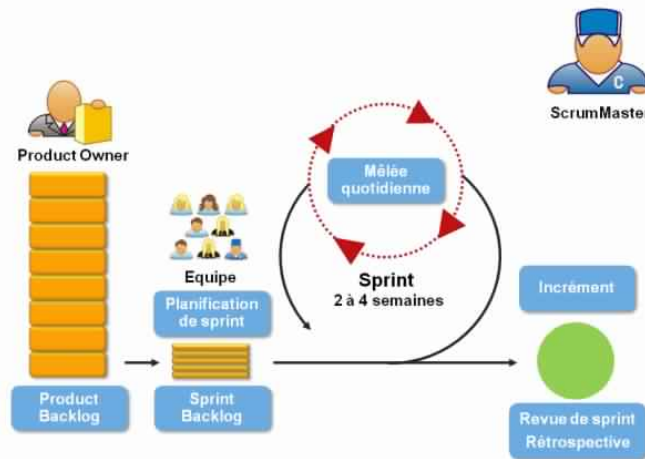 Product Owner
ScrumMaster
Mêlée
quotidienne
Equipe
Sprint
2 à 4 semaines
Planification
de sprint
Incrément
Product
Backlog
Sprint
Backlog
Revue de sprint
Rétrospective
C